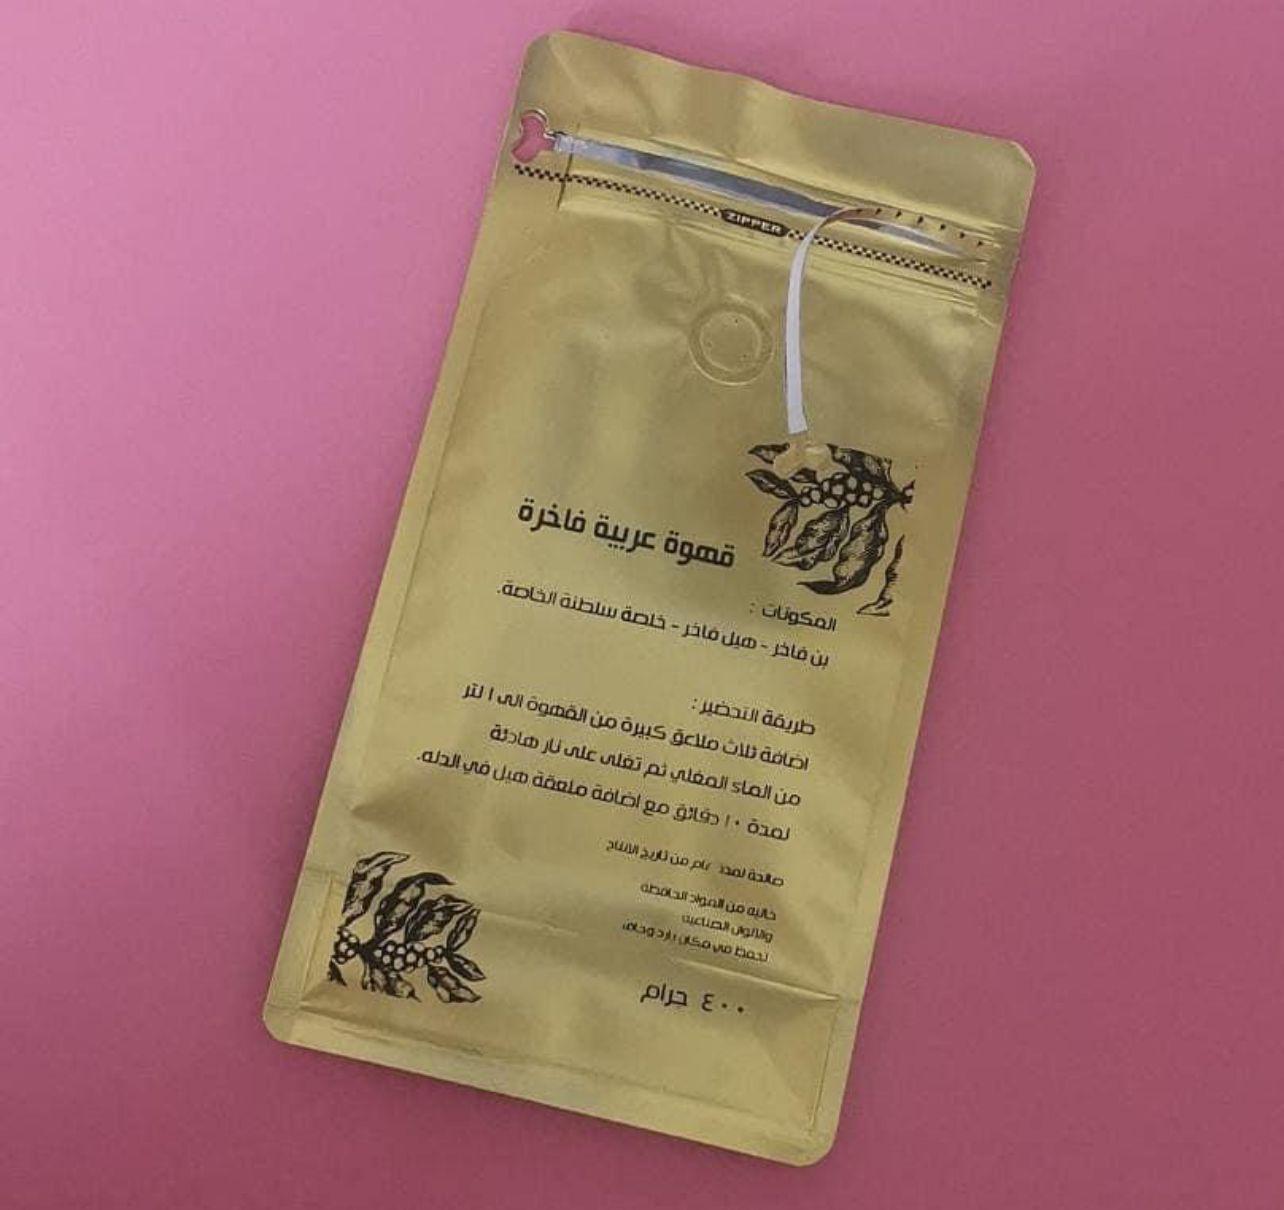 ZIPPER
قهوة عربية فاخرة
المكونات :
بن فاخر - هيل فاخر - خلصة سلطنة الخاصة.
طريقة التحضير :
اضافة ثلاث ملاعق كبيرة من القهوة الى ١ لتر
من الماء المغلي ثم تغلى على نار هادئة
لمدة ١٠ دقائق مع اضافة ملعقة هيل في الدله.
صالحة لمدة عام من تاريخ الانتاج
خاليه من المواد الحافظة
والالوان الصناعية
تحفظ في مكان بارد وجاف
٤٠٠ جرام